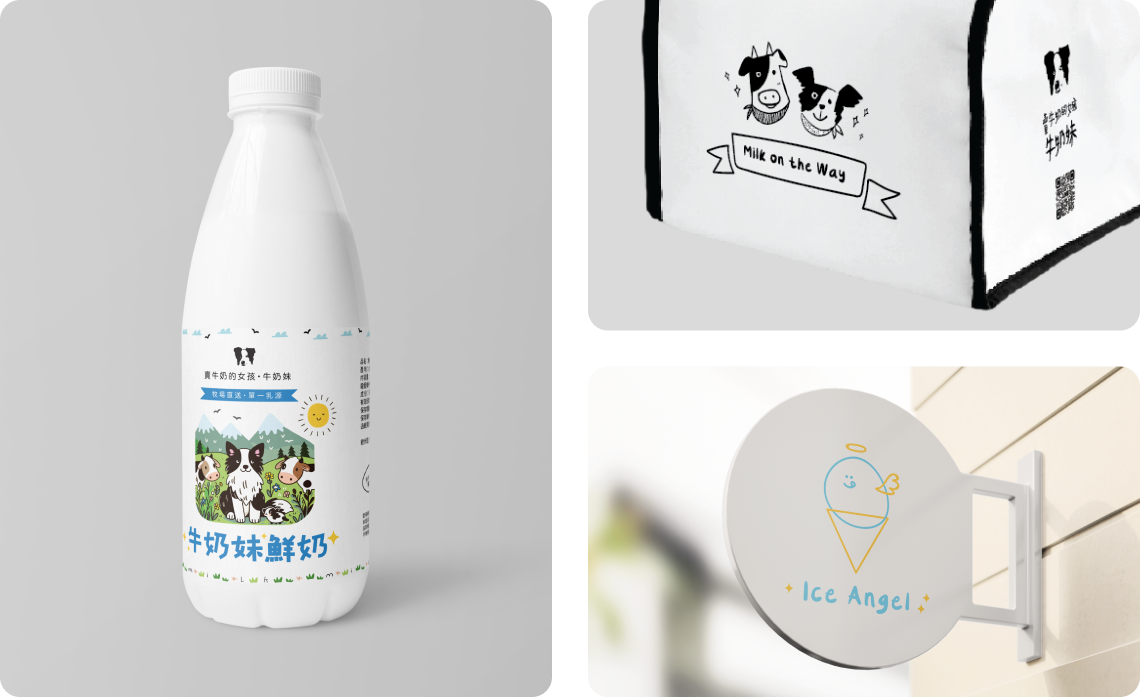 賣牛奶的女孩・牛奶妹
牧場直送・單一乳源
牛奶妹鮮奶
Milk on the Way
賣牛奶的女孩
牛奶妹
Ice Angel